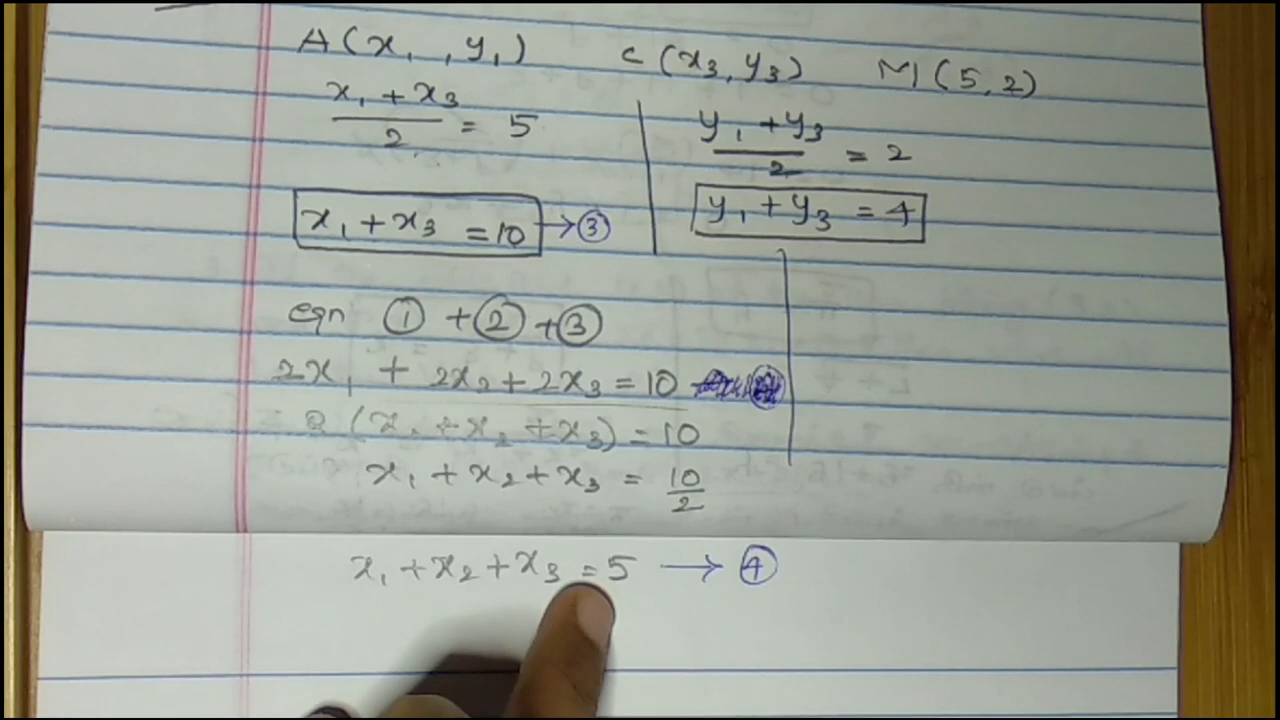 A(x₁, y₁) C(x₃, y₃) M(5, 2)
x₁ + x₃ / 2 = 5
y₁ + y₃ / 2 = 2
x₁ + x₃ = 10 → ③
y₁ + y₃ = 4
eqn ① + ② + ③
2x₁ + 2x₂ + 2x₃ = 10
2(x₁ + x₂ + x₃) = 10
x₁ + x₂ + x₃ = 10/2
x₁ + x₂ + x₃ = 5 → ④